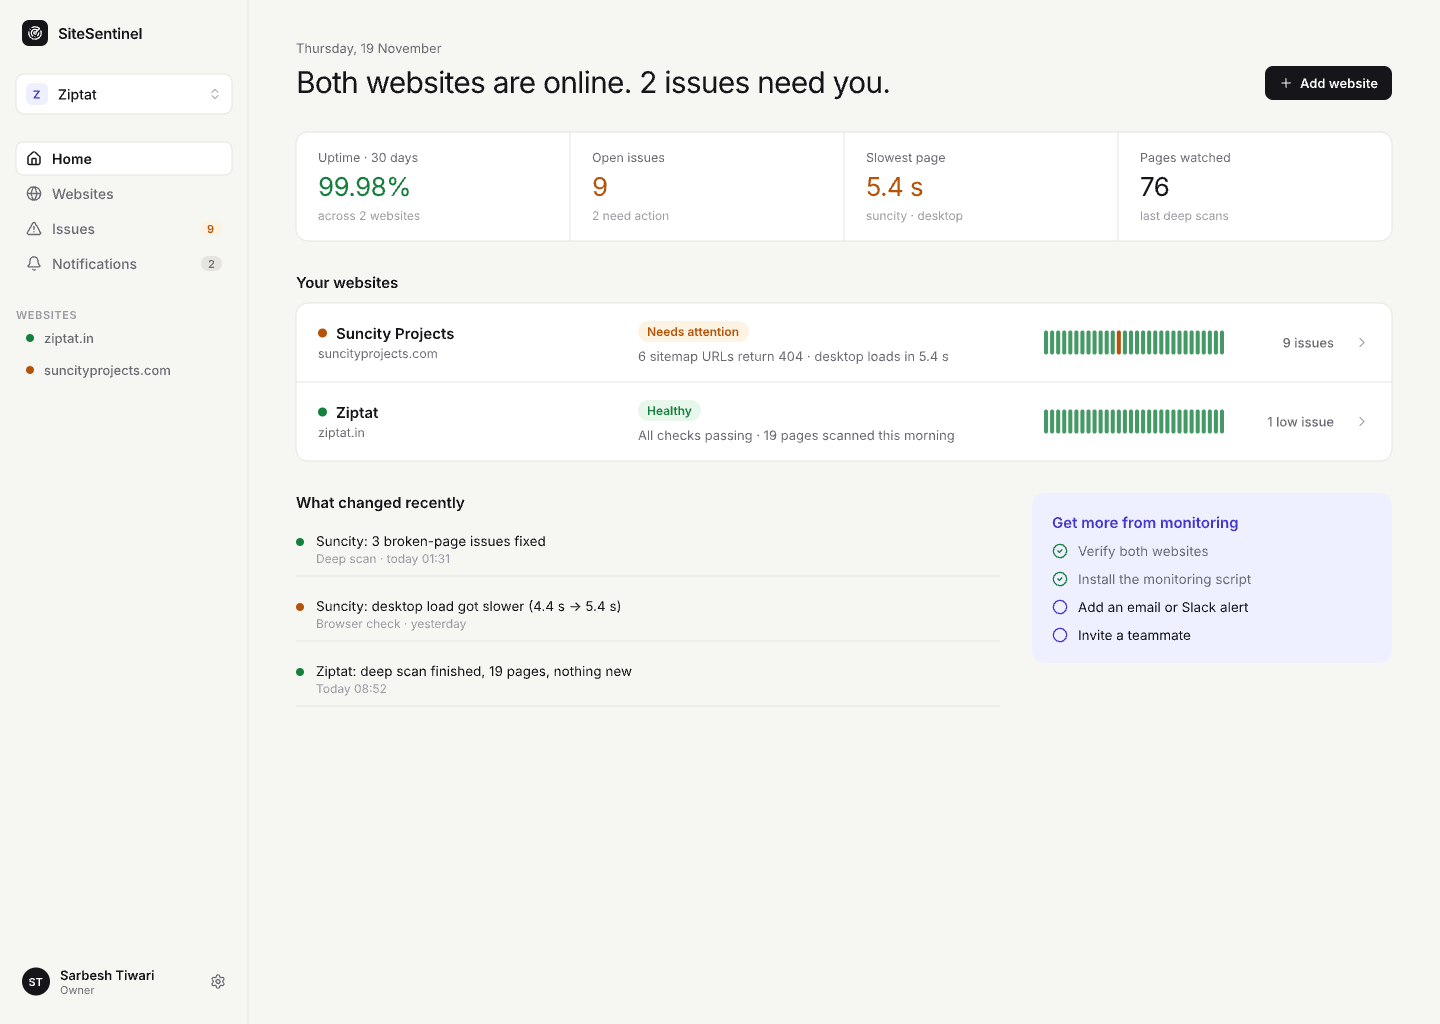 SiteSentinel
Z Ziptat
Home
Websites
Issues 9
Notifications 2
WEBSITES
ziptat.in
suncityprojects.com
ST Sarbesh Tiwari
Owner
Thursday, 19 November
Both websites are online. 2 issues need you.
+ Add website
Uptime · 30 days
99.98%
across 2 websites
Open issues
9
2 need action
Slowest page
5.4 s
suncity · desktop
Pages watched
76
last deep scans
Your websites
Suncity Projects
suncityprojects.com
Needs attention
6 sitemap URLs return 404 · desktop loads in 5.4 s
9 issues
Ziptat
ziptat.in
Healthy
All checks passing · 19 pages scanned this morning
1 low issue
What changed recently
Suncity: 3 broken-page issues fixed
Deep scan · today 01:31
Suncity: desktop load got slower (4.4 s → 5.4 s)
Browser check · yesterday
Ziptat: deep scan finished, 19 pages, nothing new
Today 08:52
Get more from monitoring
Verify both websites
Install the monitoring script
Add an email or Slack alert
Invite a teammate